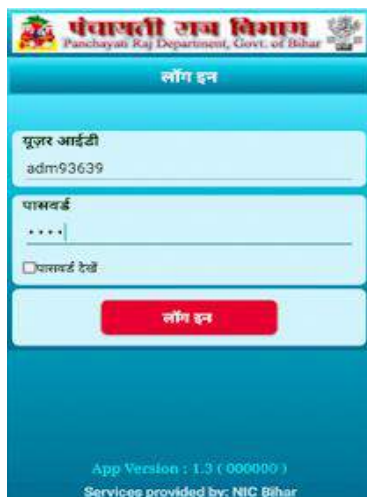 पंचायती राज विभाग
Panchayati Raj Department, Govt. of Bihar
लॉग इन
यूज़र आईडी
adm93639
पासवर्ड
••••
पासवर्ड देखें
लॉग इन
App Version : 1.3 ( 000000 )
Services provided by: NIC Bihar